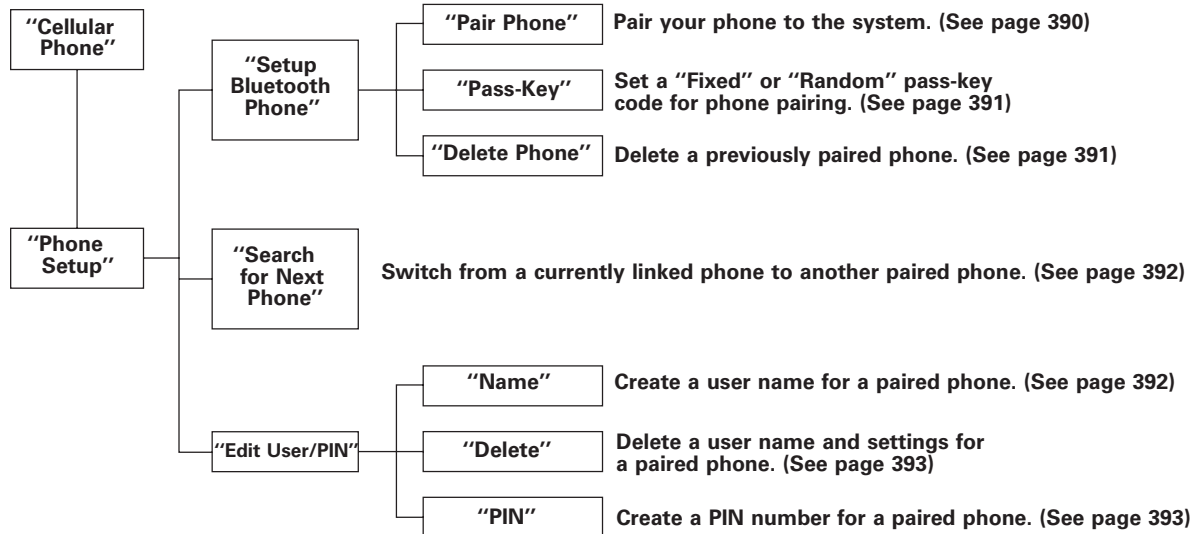 “Cellular
Phone”
“Phone
Setup”
“Setup
Bluetooth
Phone”
“Pair Phone”
Pair your phone to the system. (See page 390)
“Pass-Key”
Set a “Fixed” or “Random” pass-key
code for phone pairing. (See page 391)
“Delete Phone”
Delete a previously paired phone. (See page 391)
“Search
for Next
Phone”
Switch from a currently linked phone to another paired phone. (See page 392)
“Edit User/PIN”
“Name”
Create a user name for a paired phone. (See page 392)
“Delete”
Delete a user name and settings for
a paired phone. (See page 393)
“PIN”
Create a PIN number for a paired phone. (See page 393)